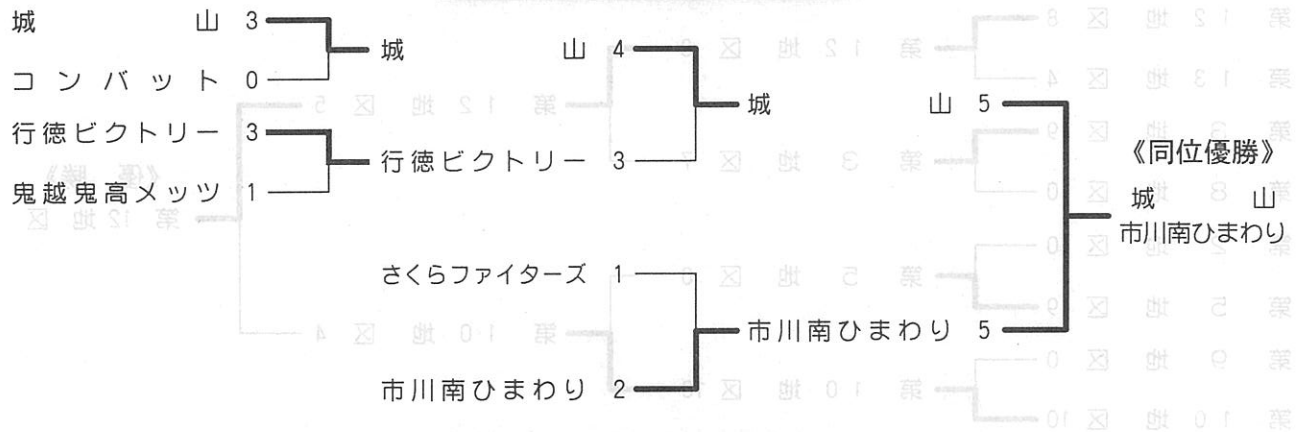 城山 3
コンバット 0
行徳ビクトリー 3
鬼越鬼高メッツ 1
城山 4
行徳ビクトリー 3
さくらファイターズ 1
市川南ひまわり 2
城山 5
市川南ひまわり 5
《同位優勝》
城山
市川南ひまわり